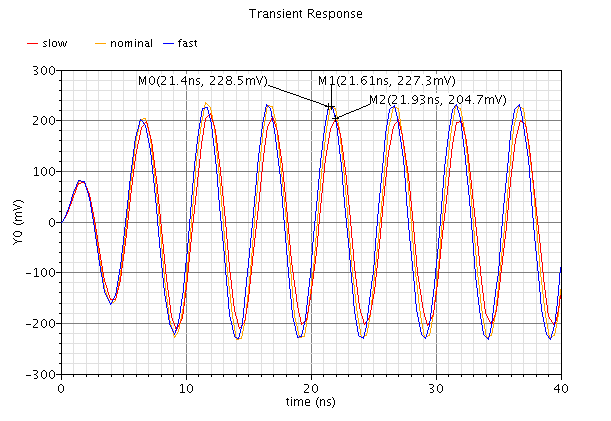 Transient Response
slow nominal fast
M0(21.4ns, 228.5mV) M1(21.61ns, 227.3mV)
M2(21.93ns, 204.7mV)
300
200
100
0
-100
-200
-300
Y0 (mV)
0 10 20 30 40
time (ns)